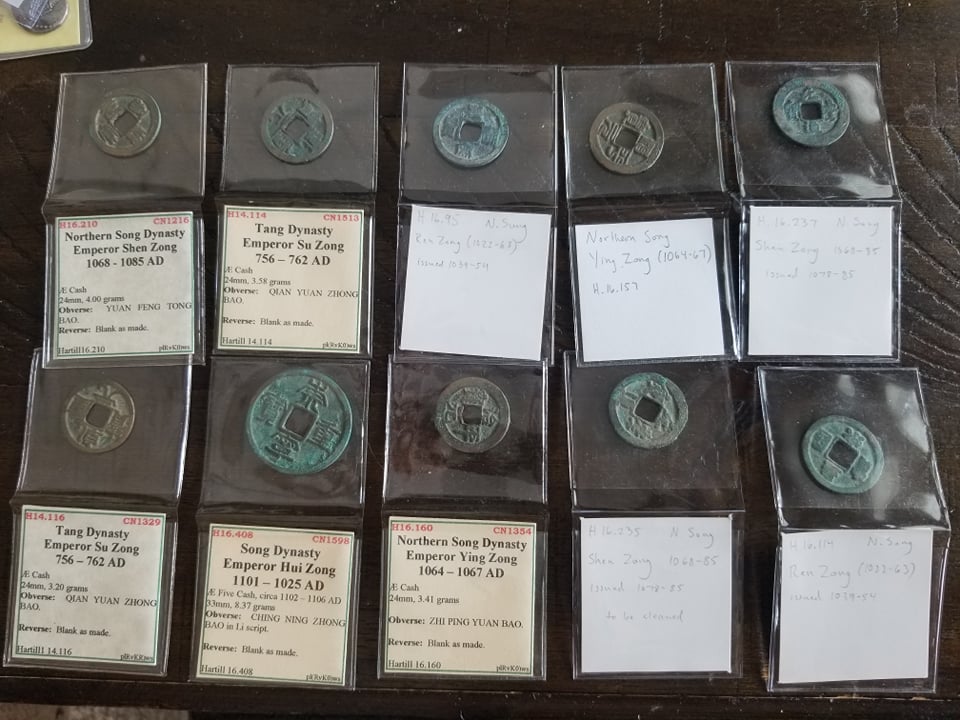 H16.210 CN1216
Northern Song Dynasty
Emperor Shen Zong
1068 - 1085 AD
Æ Cash
24mm, 4.00 grams
Obverse: YUAN FENG TONG
BAO.
Reverse: Blank as made.
Hartill16.210
H14.114 CN1513
Tang Dynasty
Emperor Su Zong
756 – 762 AD
Æ Cash
24mm, 3.58 grams
Obverse: QIAN YUAN ZHONG
BAO.
Reverse: Blank as made.
Hartill 14.114
H 16.95 N. Sung
Ren Zong (1022-63)
issued 1039-54
Northern Song
Ying Zong (1064-67)
H.16.157
H 16.237 N Song
Shen Zong 1068-85
issued 1078-85
H14.116 CN1329
Tang Dynasty
Emperor Su Zong
756 – 762 AD
Æ Cash
24mm, 3.20 grams
Obverse: QIAN YUAN ZHONG
BAO.
Reverse: Blank as made.
Hartill1 14.116
H16.408 CN1598
Song Dynasty
Emperor Hui Zong
1101 – 1025 AD
Æ Five Cash, circa 1102 – 1106 AD
33mm, 8.37 grams
Obverse: CHING NING ZHONG
BAO in Li script.
Reverse: Blank as made.
Hartill 16.408
H16.160 CN1354
Northern Song Dynasty
Emperor Ying Zong
1064 – 1067 AD
Æ Cash
24mm, 3.41 grams
Obverse: ZHI PING YUAN BAO.
Reverse: Blank as made.
Hartill 16.160
H 16.235 N Song
Shen Zong 1068-85
issued 1078-85
to be cleaned
H 16.114 N. Song
Ren Zong (1022-63)
issued 1039-54